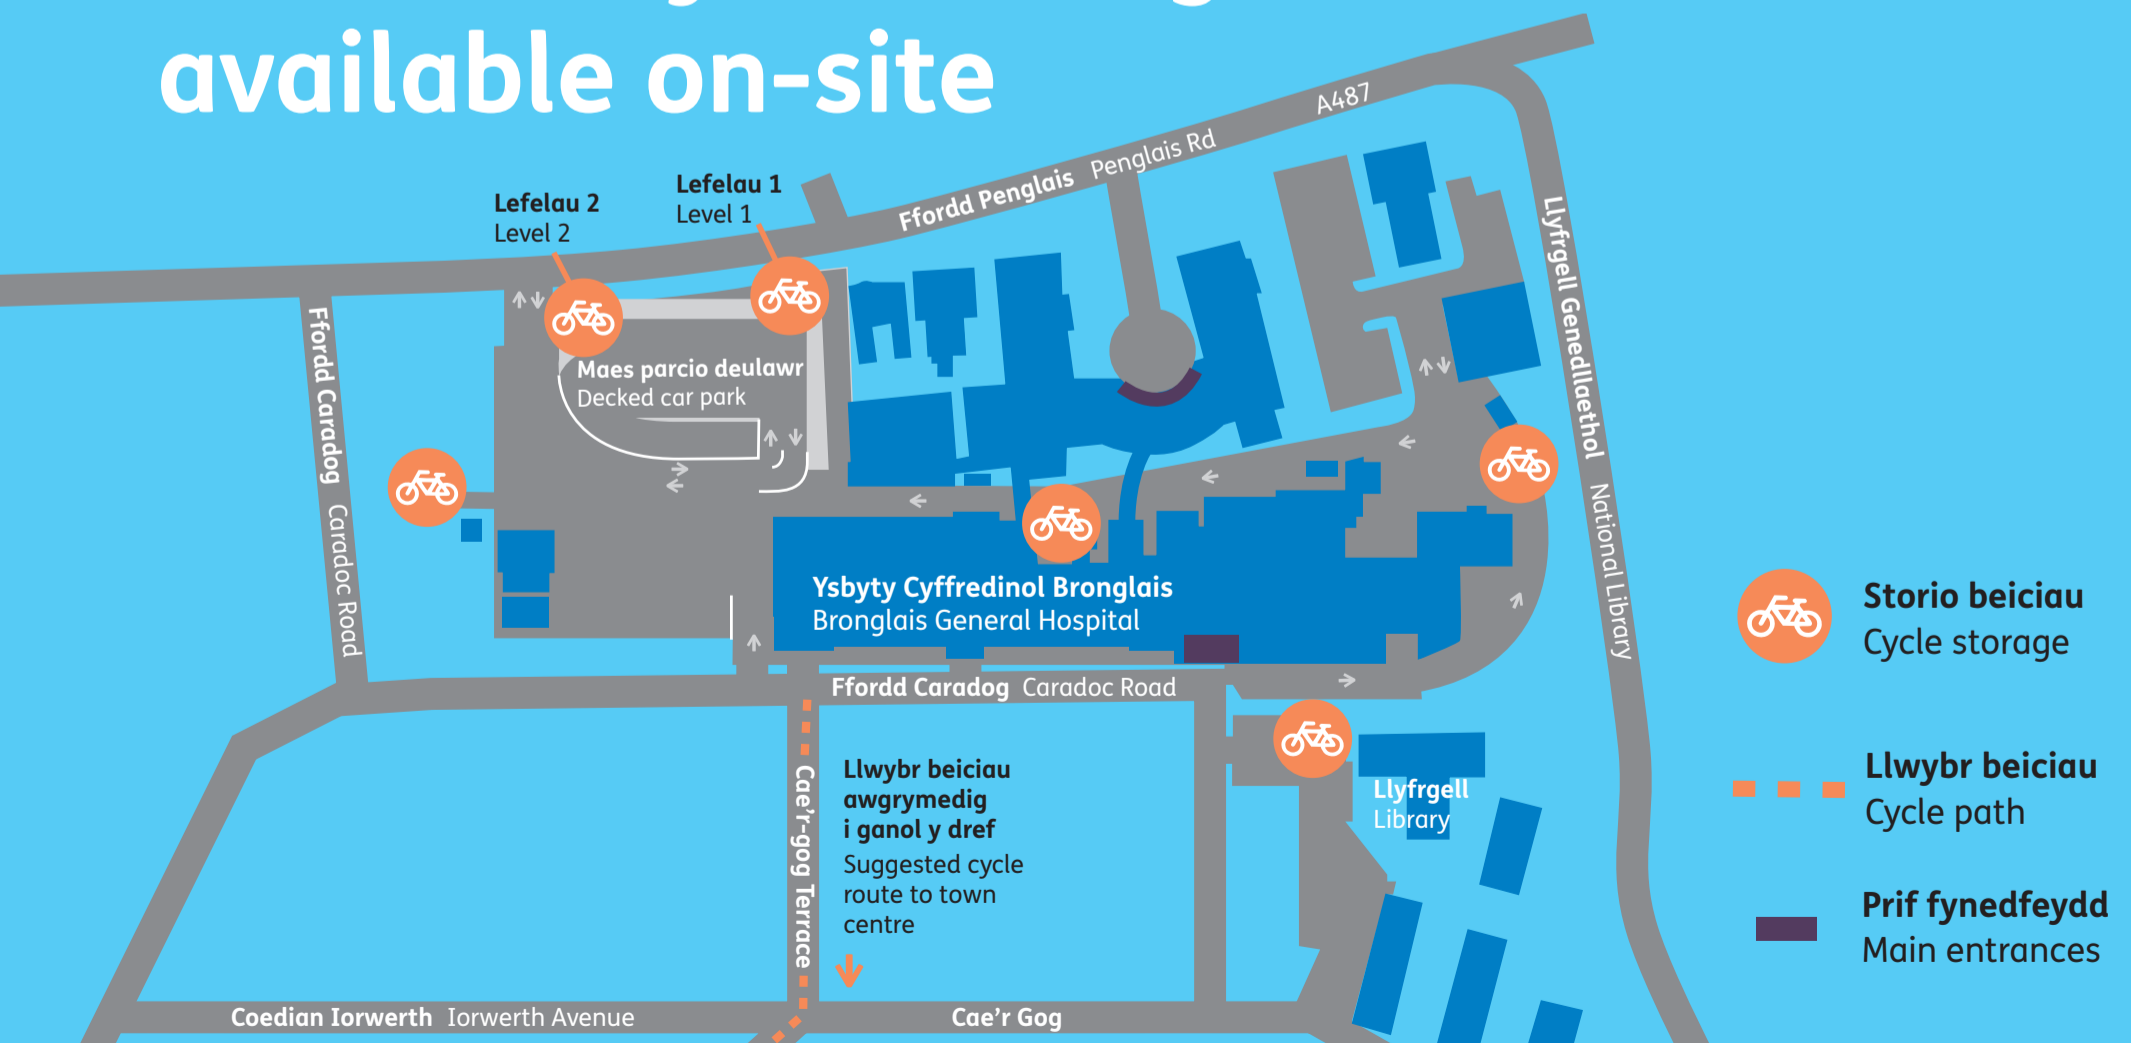 available on-site
A487
Ffordd Penglais Penglais Rd
Lefelau 1
Level 1
Lefelau 2
Level 2
Llyfrgell Genedllaethol National Library
Ffordd Caradog Caradoc Road
Maes parcio deulawr
Decked car park
Ysbyty Cyffredinol Bronglais
Bronglais General Hospital
Storio beiciau
Cycle storage
Ffordd Caradog Caradoc Road
Llwybr beiciau
awgrymedig
i ganol y dref
Suggested cycle
route to town
centre
Cae'r-gog Terrace
Llyfrgell
Library
Llwybr beiciau
Cycle path
Prif fynedfeydd
Main entrances
Coedian Iorwerth Iorwerth Avenue
Cae'r Gog